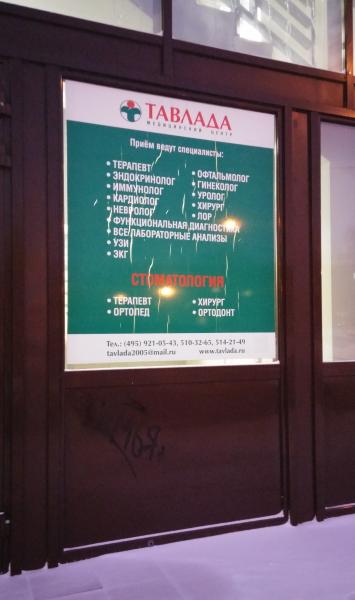 ТАВЛАДА
МЕДИЦИНСКИЙ ЦЕНТР
Приём ведут специалисты:
• ТЕРАПЕВТ
• ЭНДОКРИНОЛОГ
• ИММУНОЛОГ
• КАРДИОЛОГ
• НЕВРОЛОГ
• ФУНКЦИОНАЛЬНАЯ ДИАГНОСТИКА
• ВСЕ ЛАБОРАТОРНЫЕ АНАЛИЗЫ
• УЗИ
• ЭКГ
• ОФТАЛЬМОЛОГ
• ГИНЕКОЛОГ
• УРОЛОГ
• ХИРУРГ
• ЛОР
СТОМАТОЛОГИЯ
• ТЕРАПЕВТ
• ОРТОПЕД
• ХИРУРГ
• ОРТОДОНТ
Тел.: (495) 921-05-43, 510-32-65, 514-21-49
tavlada2005@mail.ru www.tavlada.ru